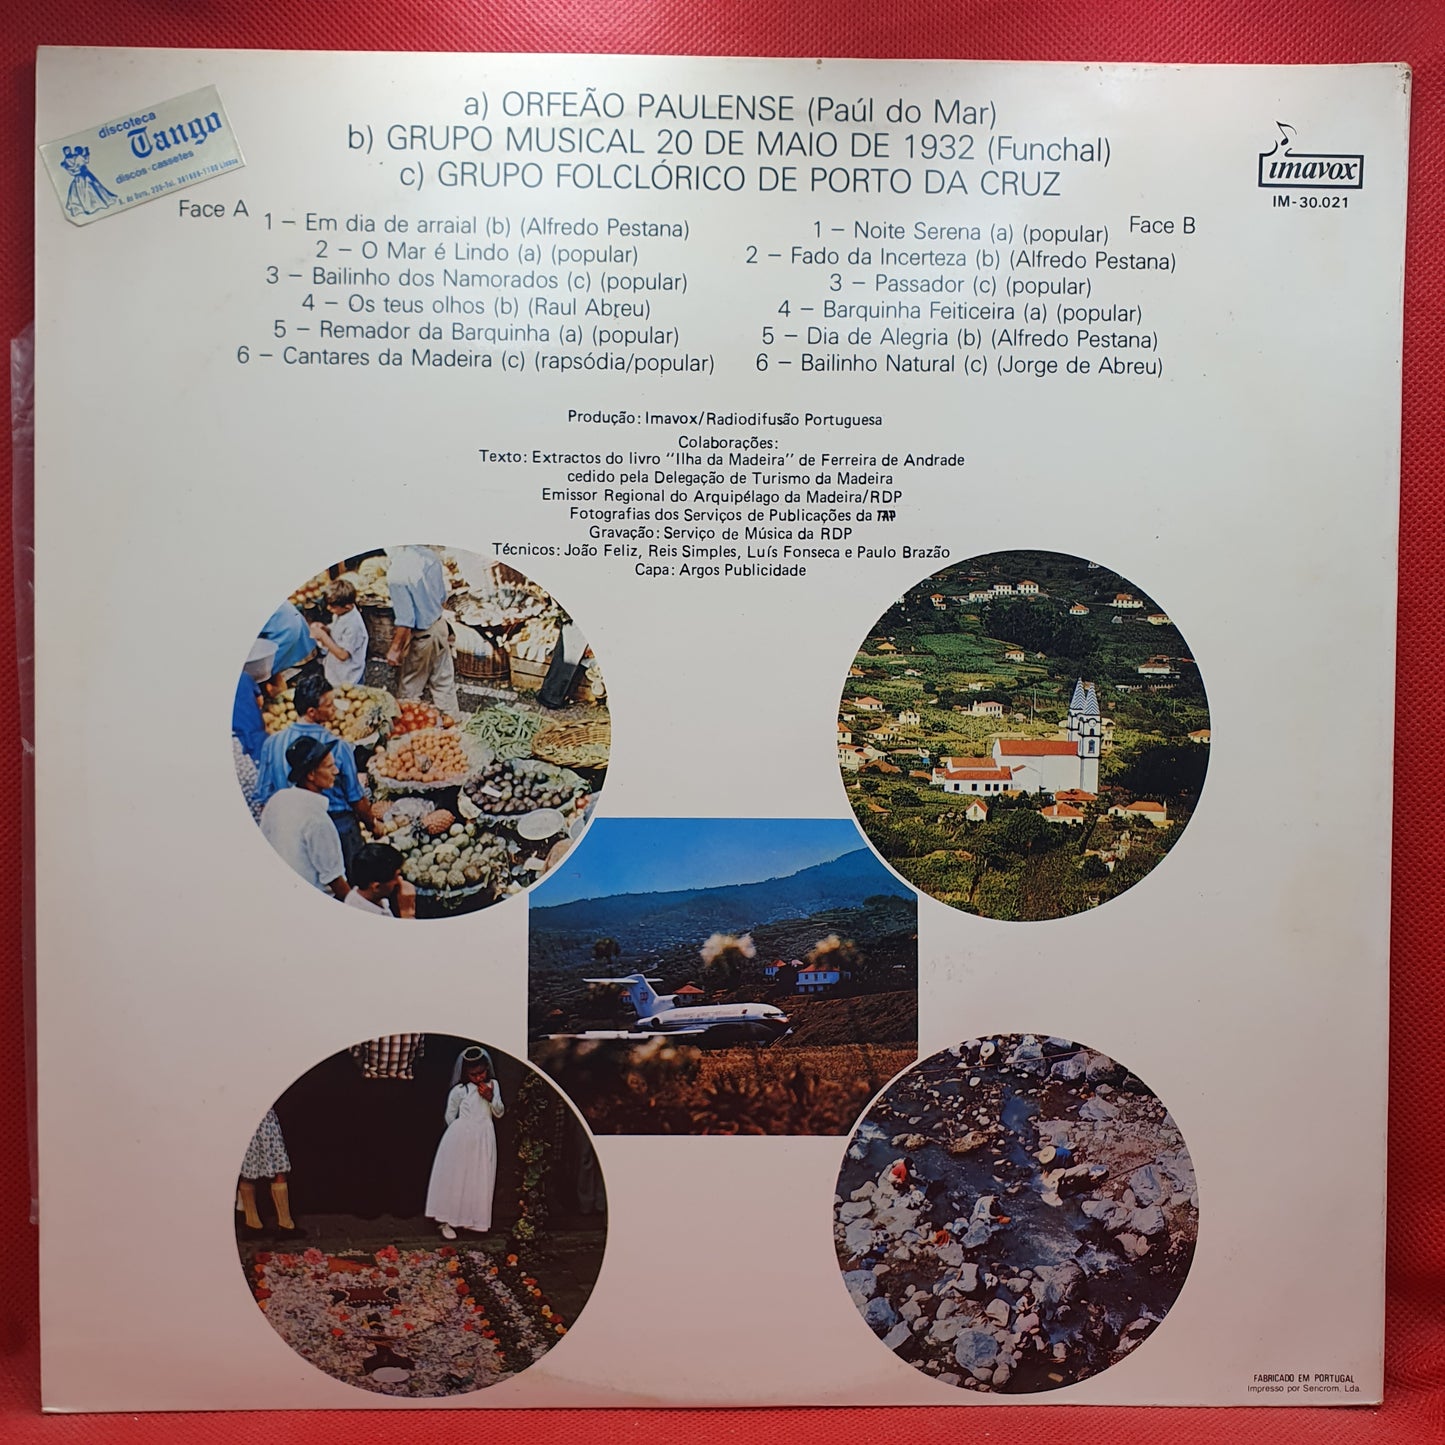 discoteca
Tango
discos · cassetes
a) ORFEÃO PAULENSE (Paúl do Mar)
b) GRUPO MUSICAL 20 DE MAIO DE 1932 (Funchal)
c) GRUPO FOLCLÓRICO DE PORTO DA CRUZ
imavox
IM-30.021
Face A
1 – Em dia de arraial (b) (Alfredo Pestana)
2 – O Mar é Lindo (a) (popular)
3 – Bailinho dos Namorados (c) (popular)
4 – Os teus olhos (b) (Raul Abreu)
5 – Remador da Barquinha (a) (popular)
6 – Cantares da Madeira (c) (rapsódia/popular)
Face B
1 – Noite Serena (a) (popular)
2 – Fado da Incerteza (b) (Alfredo Pestana)
3 – Passador (c) (popular)
4 – Barquinha Feiticeira (a) (popular)
5 – Dia de Alegria (b) (Alfredo Pestana)
6 – Bailinho Natural (c) (Jorge de Abreu)
Produção: Imavox/Radiodifusão Portuguesa
Colaborações:
Texto: Extractos do livro "Ilha da Madeira" de Ferreira de Andrade
cedido pela Delegação de Turismo da Madeira
Emissor Regional do Arquipélago da Madeira/RDP
Fotografias dos Serviços de Publicações da TAP
Gravação: Serviço de Música da RDP
Técnicos: João Feliz, Reis Simples, Luís Fonseca e Paulo Brazão
Capa: Argos Publicidade
FABRICADO EM PORTUGAL
Impresso por Sencrom, Lda.